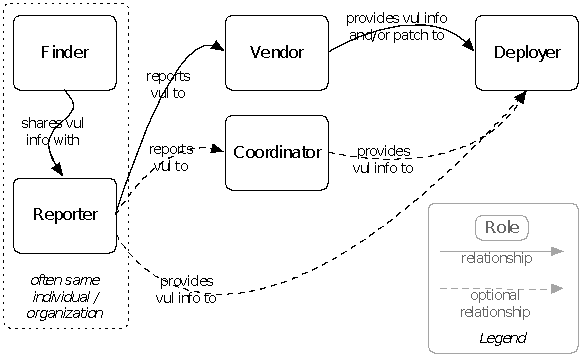 Finder
shares vul
info with
Reporter
often same
individual /
organization
reports
vul to
Vendor
provides vul info
and/or patch to
Deployer
reports
vul to
Coordinator
provides
vul info to
provides
vul info to
Role
relationship
optional
relationship
Legend